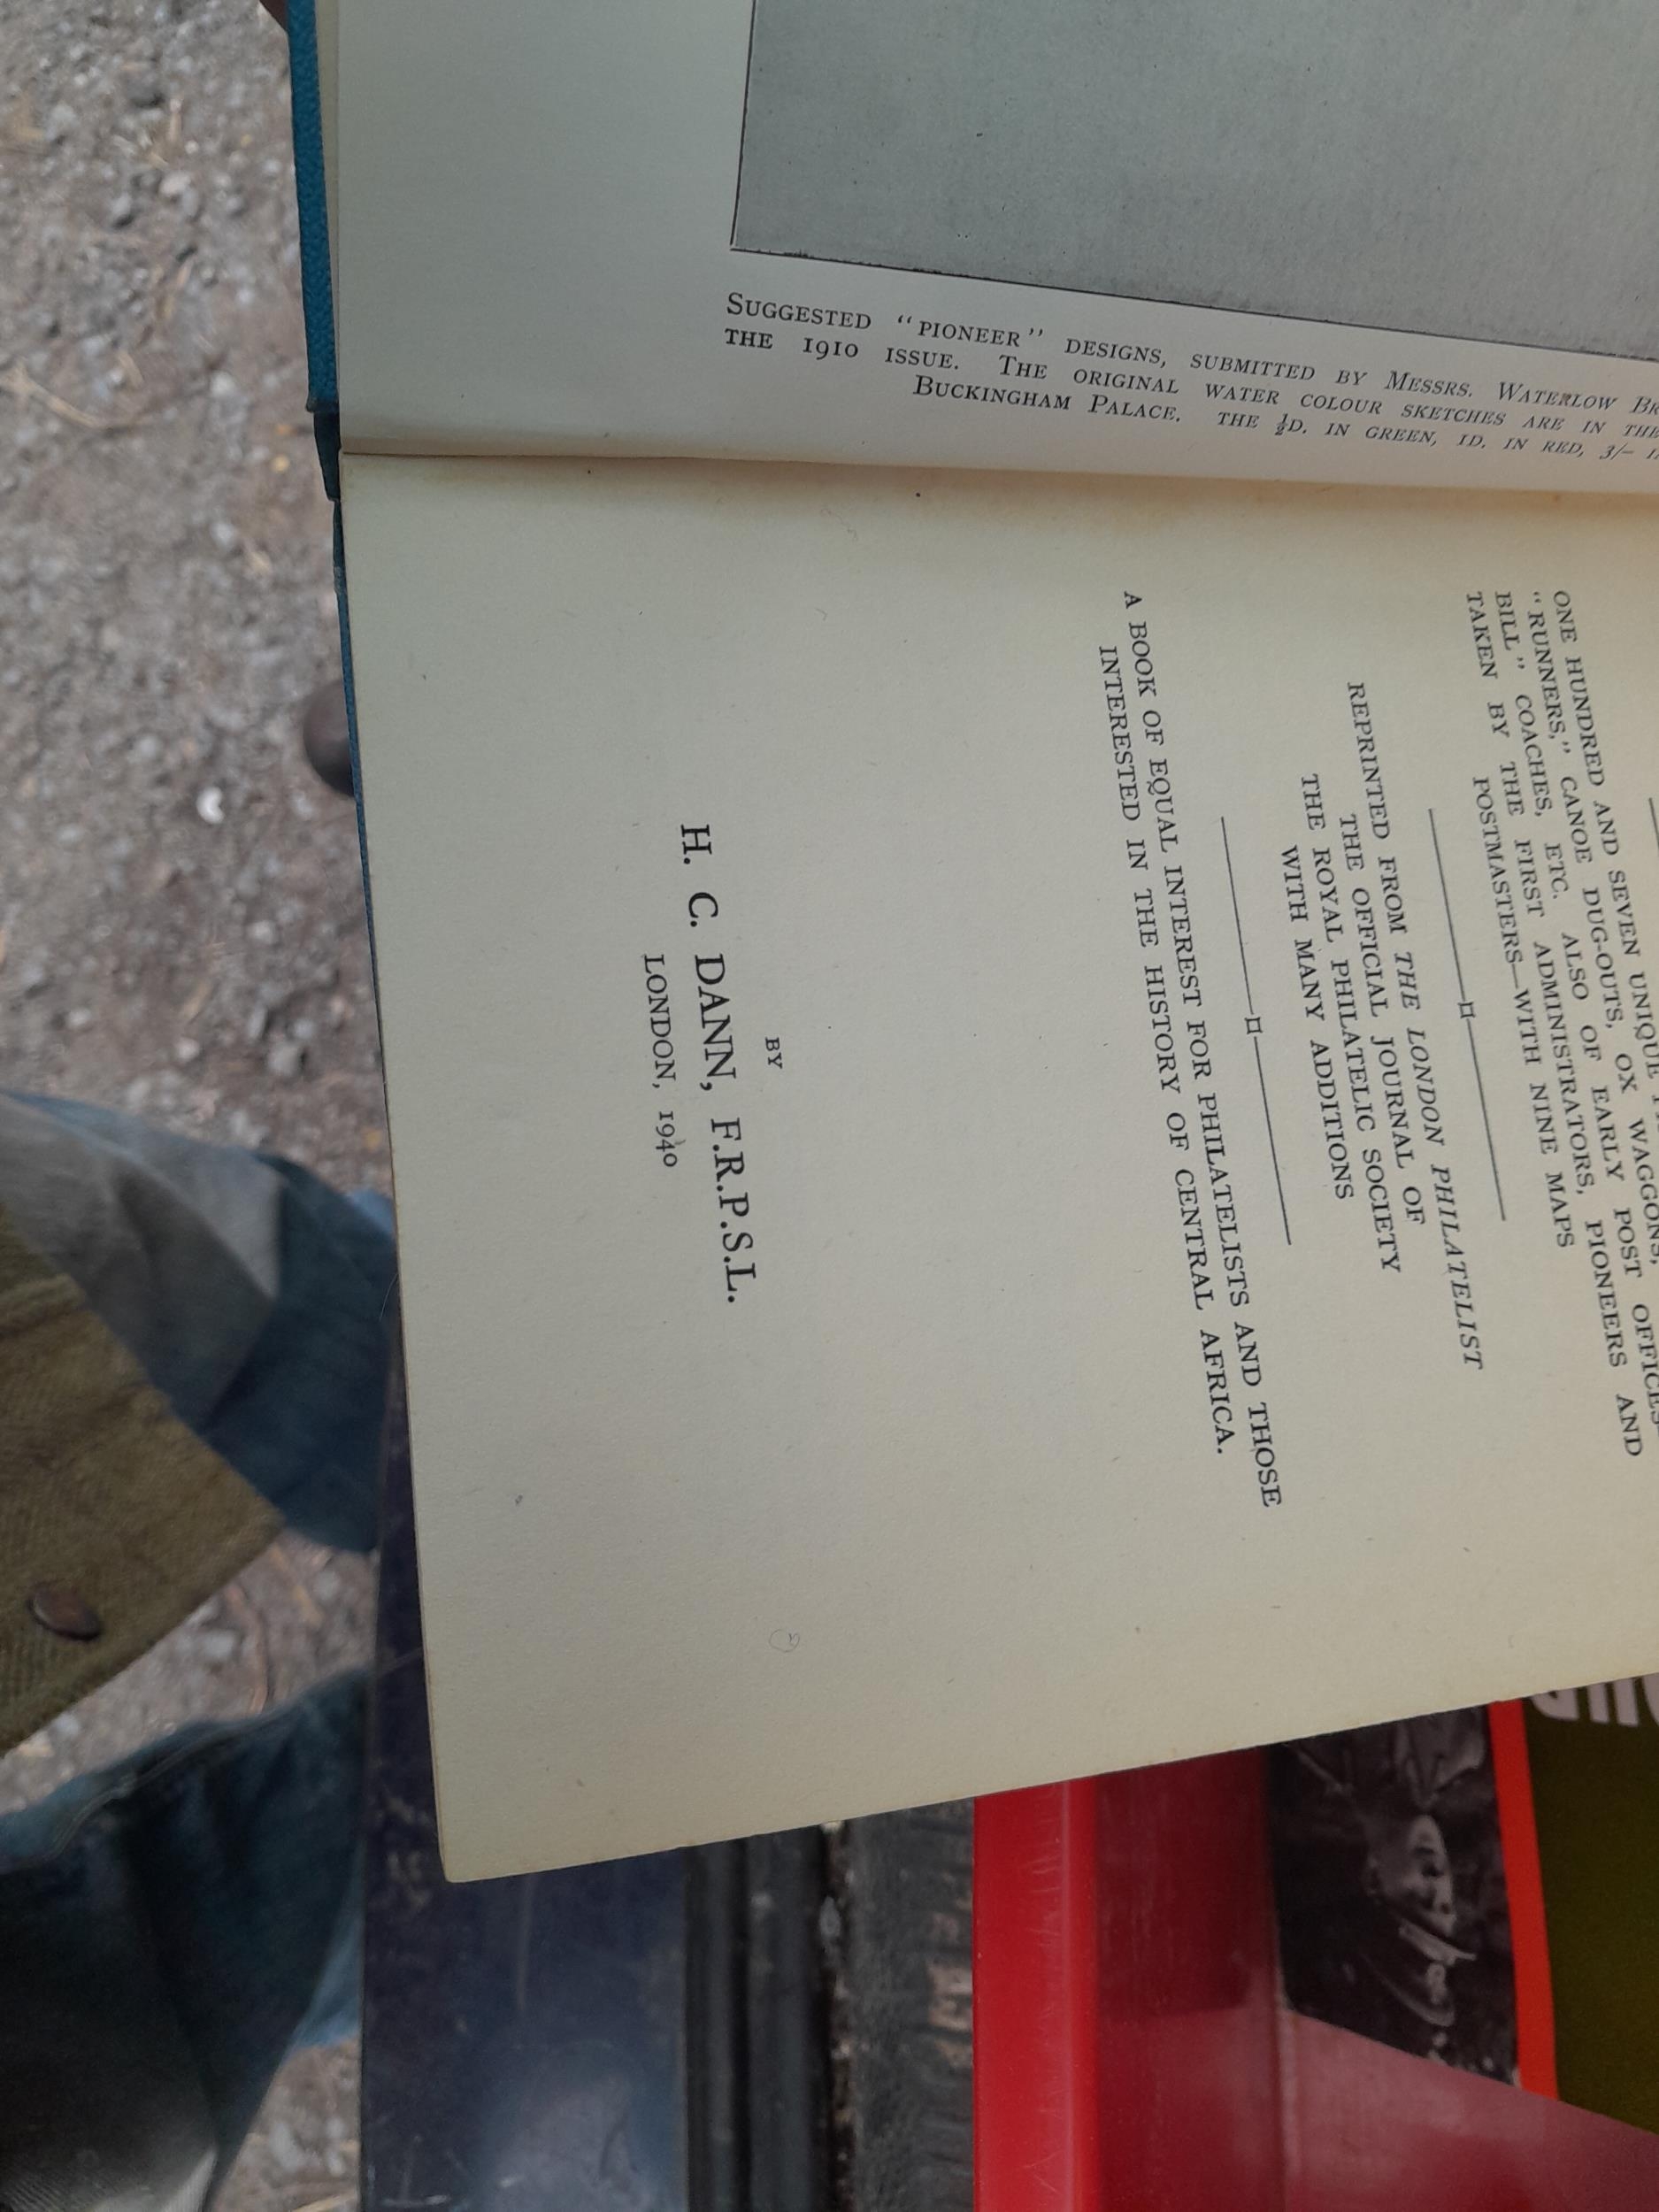 SUGGESTED "PIONEER" DESIGNS, SUBMITTED BY MESSRS. WATERLOW BR
THE 1910 ISSUE. THE ORIGINAL WATER COLOUR SKETCHES ARE IN THE
BUCKINGHAM PALACE. THE ½D. IN GREEN, 1D. IN RED, 3/– I
ONE HUNDRED AND SEVEN UNIQUE
"RUNNERS," CANOE DUG-OUTS, OX WAGGONS,
BILL" COACHES, ETC. ALSO OF EARLY POST OFFICES
TAKEN BY THE FIRST ADMINISTRATORS, PIONEERS AND
POSTMASTERS—WITH NINE MAPS
REPRINTED FROM THE LONDON PHILATELIST
THE OFFICIAL JOURNAL OF
THE ROYAL PHILATELIC SOCIETY
WITH MANY ADDITIONS
A BOOK OF EQUAL INTEREST FOR PHILATELISTS AND THOSE
INTERESTED IN THE HISTORY OF CENTRAL AFRICA.
BY
H. C. DANN, F.R.P.S.L.
LONDON, 1940